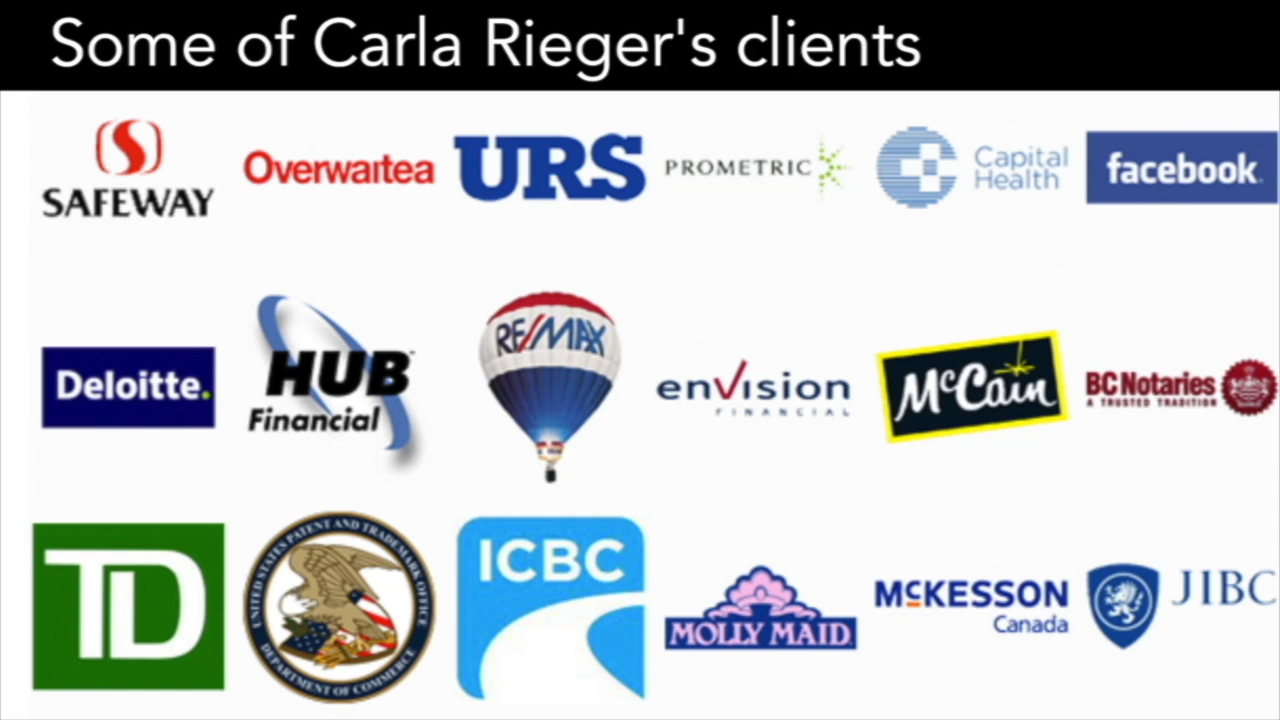 Some of Carla Rieger's clients
SAFEWAY
Overwaitea
URS
PROMETRIC
Capital
Health
facebook
Deloitte.
HUB
Financial
RE/MAX
enVision
FINANCIAL
McCain
BC Notaries
A TRUSTED TRADITION
TD
UNITED STATES PATENT AND TRADEMARK OFFICE
DEPARTMENT OF COMMERCE
ICBC
MOLLY MAID
MCKESSON
Canada
JIBC